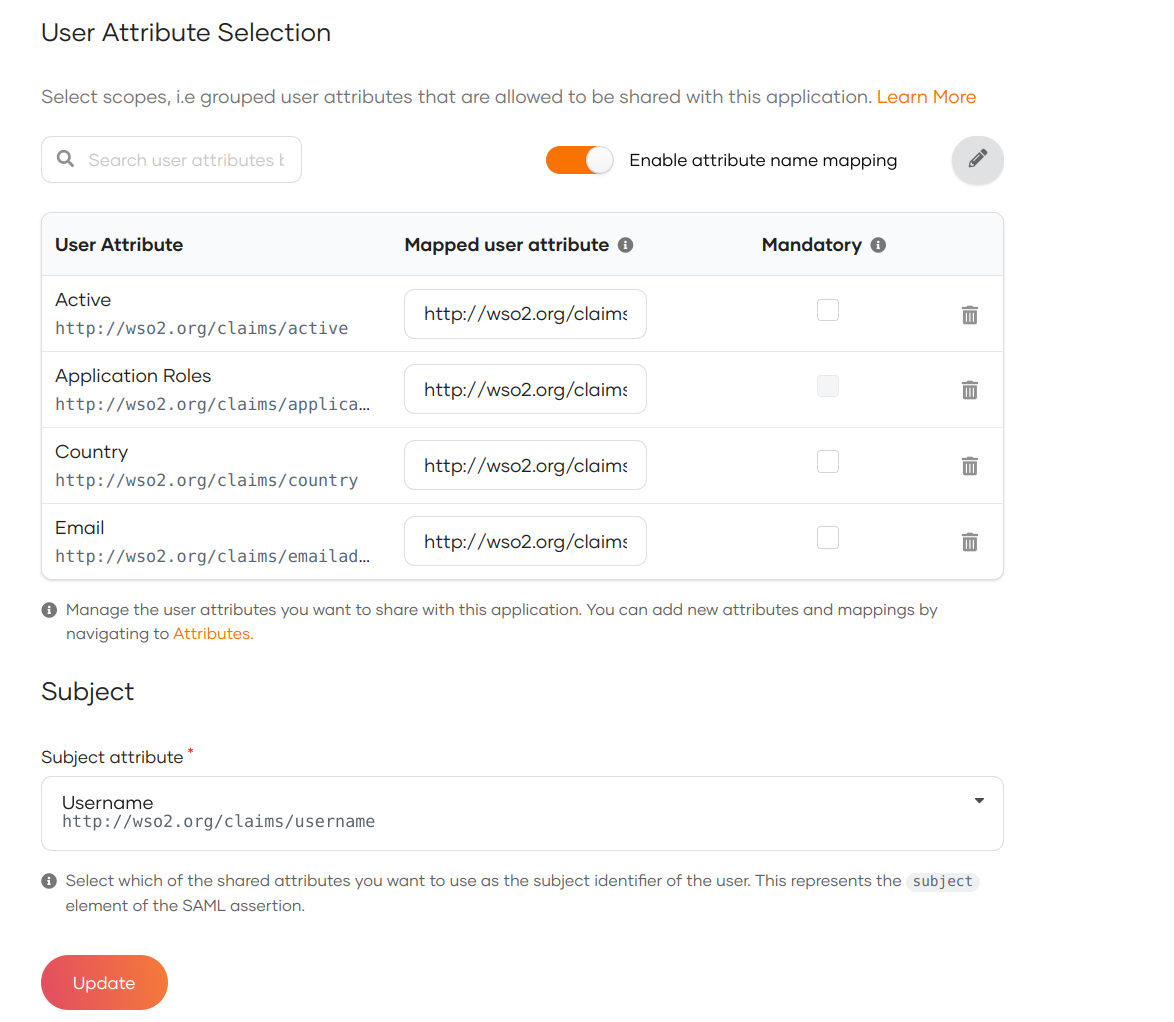 User Attribute Selection
Select scopes, i.e grouped user attributes that are allowed to be shared with this application. Learn More
Search user attributes b
Enable attribute name mapping
User Attribute
Mapped user attribute
Mandatory
Active
http://wso2.org/claims/active
http://wso2.org/claims
Application Roles
http://wso2.org/claims/applica…
http://wso2.org/claims
Country
http://wso2.org/claims/country
http://wso2.org/claims
Email
http://wso2.org/claims/emailad…
http://wso2.org/claims
Manage the user attributes you want to share with this application. You can add new attributes and mappings by
navigating to Attributes.
Subject
Subject attribute *
Username
http://wso2.org/claims/username
Select which of the shared attributes you want to use as the subject identifier of the user. This represents the subject
element of the SAML assertion.
Update